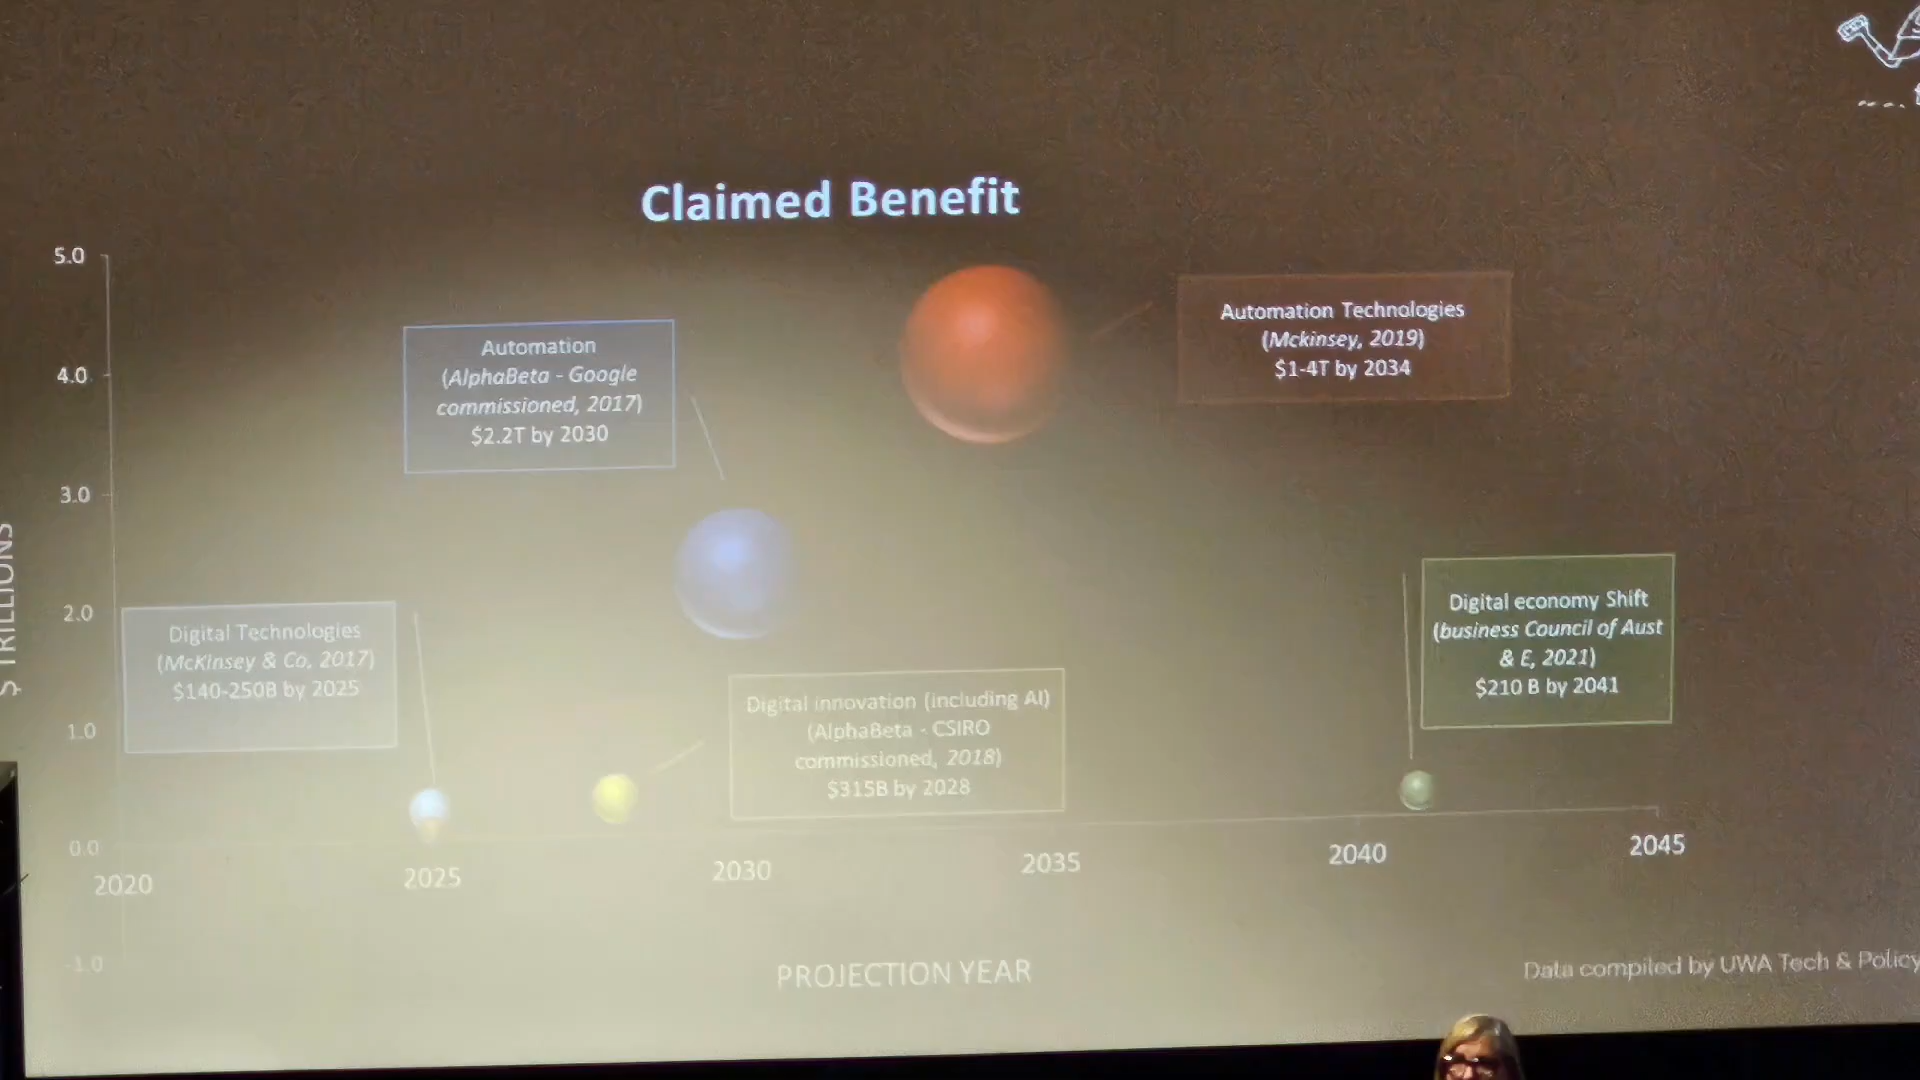 Claimed Benefit
5.0
4.0
3.0
2.0
1.0
0.0
-1.0
$ TRILLIONS
Automation
(AlphaBeta - Google
commissioned, 2017)
$2.2T by 2030
Automation Technologies
(Mckinsey, 2019)
$1-4T by 2034
Digital Technologies
(McKinsey & Co, 2017)
$140-250B by 2025
Digital innovation (including AI)
(AlphaBeta - CSIRO
commissioned, 2018)
$315B by 2028
Digital economy Shift
(business Council of Aust
& E, 2021)
$210 B by 2041
2020
2025
2030
2035
2040
2045
PROJECTION YEAR
Data compiled by UWA Tech & Policy